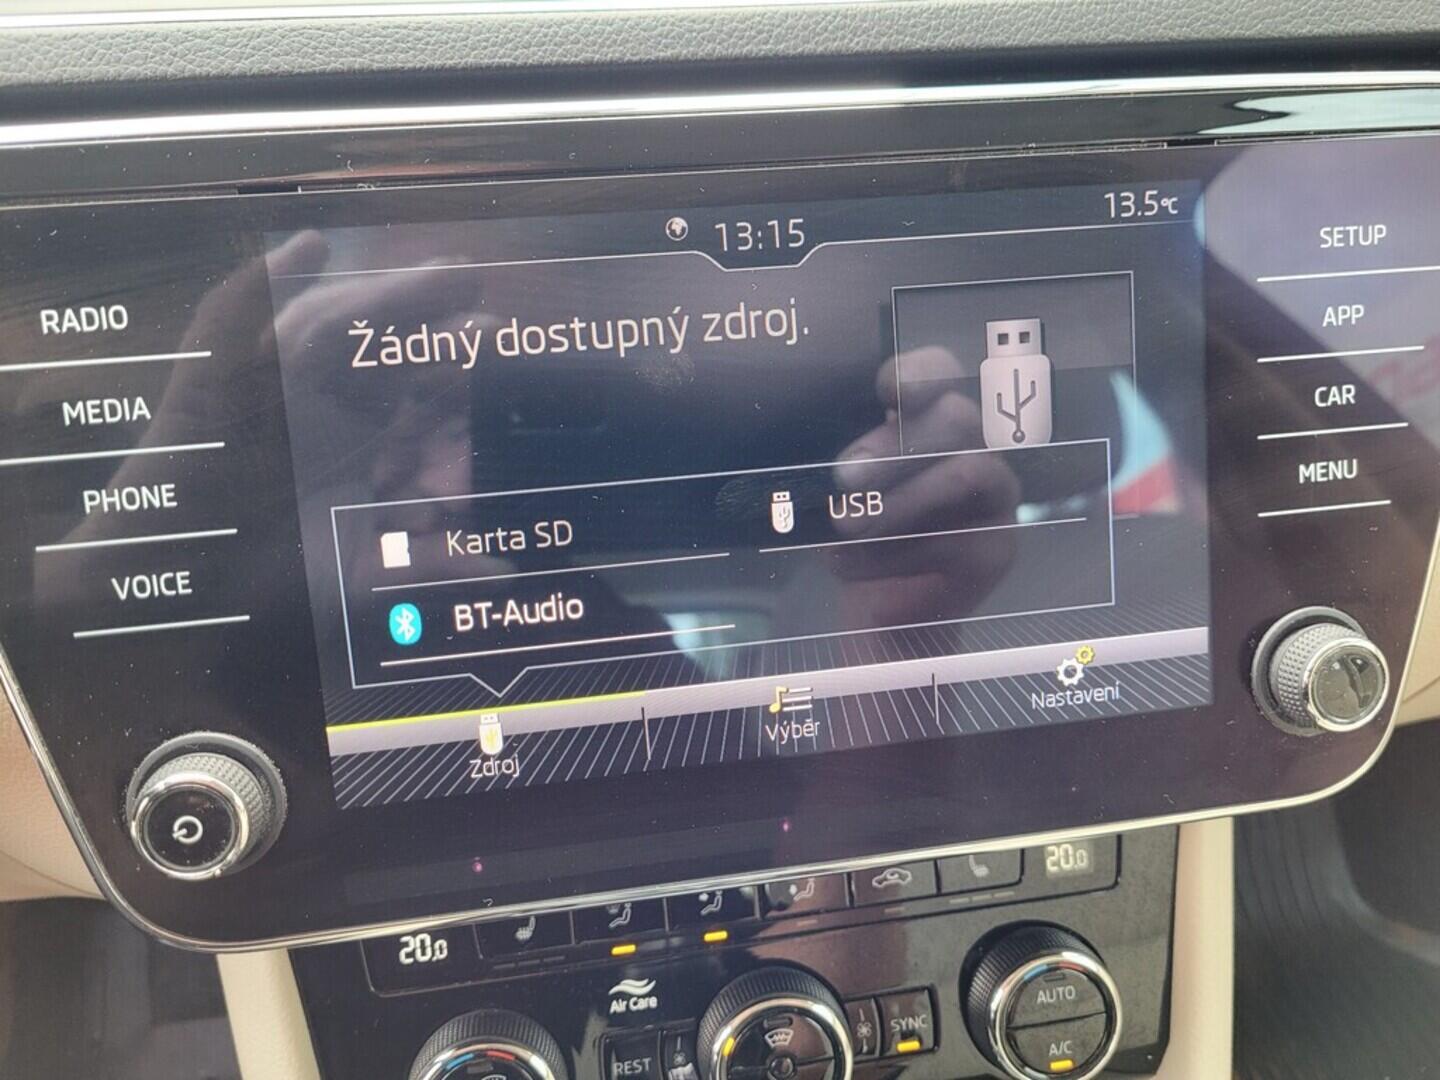 13:15
13.5°C
RADIO
MEDIA
PHONE
VOICE
SETUP
APP
CAR
MENU
Žádný dostupný zdroj.
Karta SD
USB
BT-Audio
Zdroj
Výběr
Nastavení
20.0
20.0
Air Care
REST
SYNC
AUTO
A/C